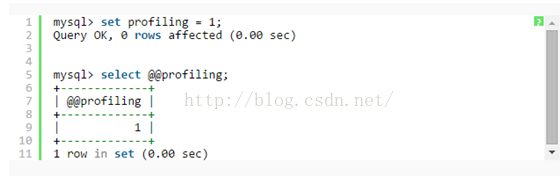 1 mysql> set profiling = 1;
2 Query OK, 0 rows affected (0.00 sec)
3
4
5 mysql> select @@profiling;
6 +-------------+
7 | @@profiling |
8 +-------------+
9 |           1 |
10 +-------------+
11 1 row in set (0.00 sec)
?
http://blog.csdn.net/